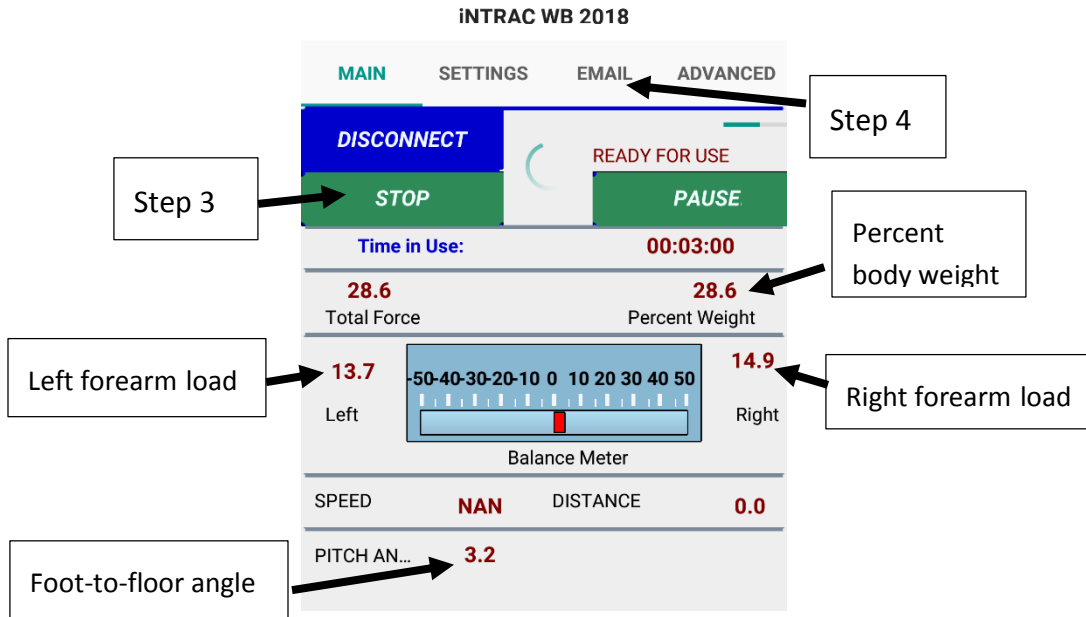 iNTRAC WB 2018
MAIN SETTINGS EMAIL ADVANCED
Step 4
DISCONNECT
READY FOR USE
Step 3
STOP PAUSE
Time in Use: 00:03:00
Percent
body weight
28.6 28.6
Total Force Percent Weight
Left forearm load
13.7 -50-40-30-20-10 0 10 20 30 40 50 14.9
Right forearm load
Left Right
Balance Meter
SPEED NAN DISTANCE 0.0
PITCH AN... 3.2
Foot-to-floor angle